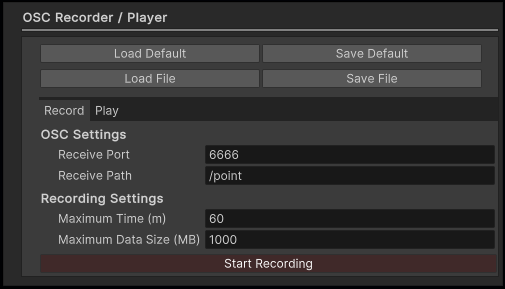 OSC Recorder / Player
Load Default Save Default
Load File Save File
Record Play
OSC Settings
Receive Port 6666
Receive Path /point
Recording Settings
Maximum Time (m) 60
Maximum Data Size (MB) 1000
Start Recording